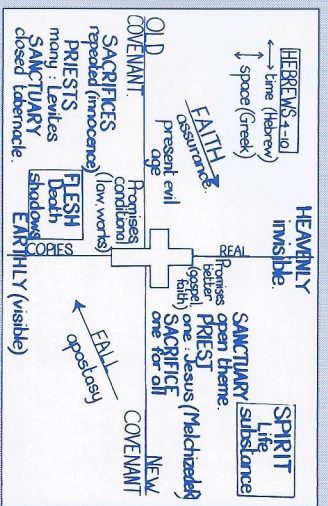 HEBREWS 1-10
time (Hebrew)
space (Greek)
HEAVENLY
invisible.
SPIRIT
Life
substance
FAITH
assurance.
present evil
age
REAL
Promises
better
(gospel,
faith)
SANCTUARY
open throne.
PRIEST
one : Jesus (Melchizedek)
SACRIFICE
one for all
OLD
COVENANT.
NEW
COVENANT
SACRIFICES
repeated (innocence)
PRIESTS
many : Levites
SANCTUARY
closed tabernacle.
Promises
conditional
(law, works)
FLESH
Death
shadows
COPIES
EARTHLY (visible)
FALL
apostasy